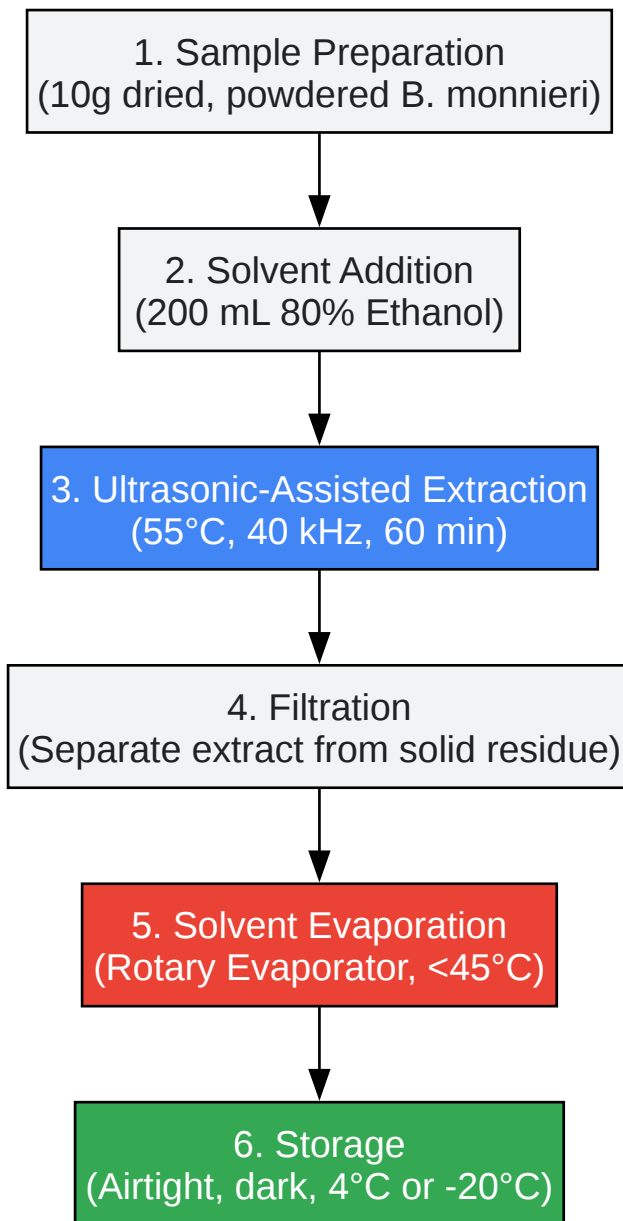 1. Sample Preparation
(10g dried, powdered B. monnieri)
2. Solvent Addition
(200 mL 80% Ethanol)
3. Ultrasonic-Assisted Extraction
(55°C, 40 kHz, 60 min)
4. Filtration
(Separate extract from solid residue)
5. Solvent Evaporation
(Rotary Evaporator, <45°C)
6. Storage
(Airtight, dark, 4°C or -20°C)